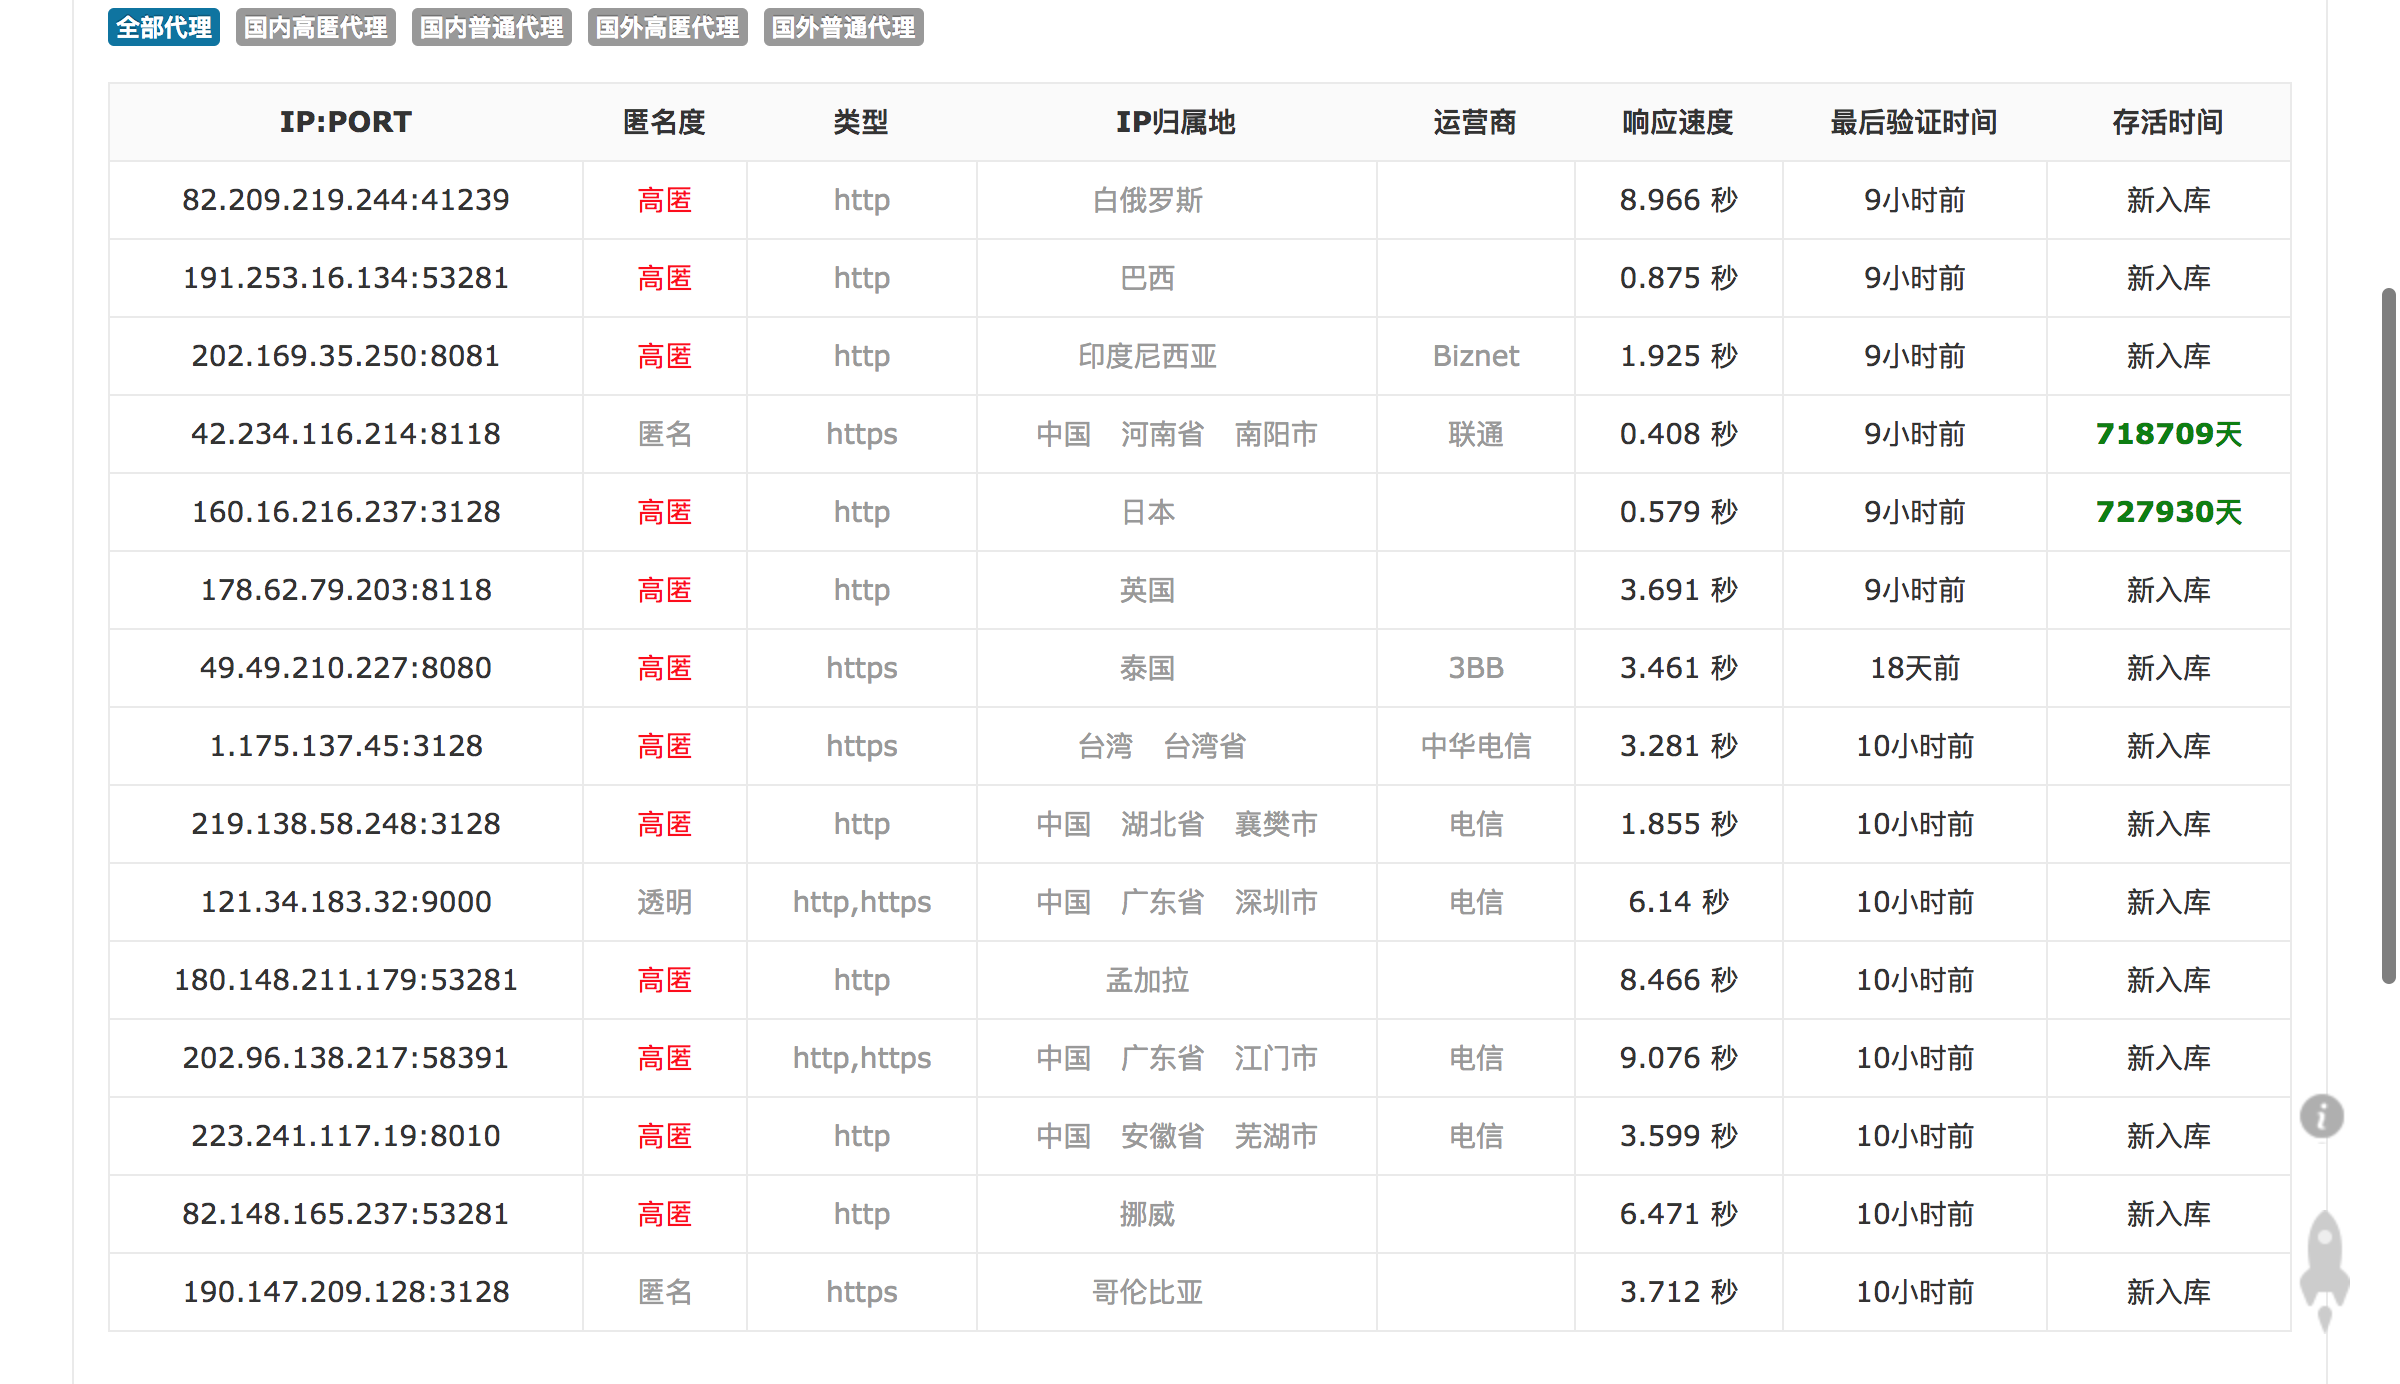 全部代理 国内高匿代理 国内普通代理 国外高匿代理 国外普通代理
IP:PORT 匿名度 类型 IP归属地 运营商 响应速度 最后验证时间 存活时间
82.209.219.244:41239 高匿 http 白俄罗斯 8.966 秒 9小时前 新入库
191.253.16.134:53281 高匿 http 巴西 0.875 秒 9小时前 新入库
202.169.35.250:8081 高匿 http 印度尼西亚 Biznet 1.925 秒 9小时前 新入库
42.234.116.214:8118 匿名 https 中国 河南省 南阳市 联通 0.408 秒 9小时前 718709天
160.16.216.237:3128 高匿 http 日本 0.579 秒 9小时前 727930天
178.62.79.203:8118 高匿 http 英国 3.691 秒 9小时前 新入库
49.49.210.227:8080 高匿 https 泰国 3BB 3.461 秒 18天前 新入库
1.175.137.45:3128 高匿 https 台湾 台湾省 中华电信 3.281 秒 10小时前 新入库
219.138.58.248:3128 高匿 http 中国 湖北省 襄樊市 电信 1.855 秒 10小时前 新入库
121.34.183.32:9000 透明 http,https 中国 广东省 深圳市 电信 6.14 秒 10小时前 新入库
180.148.211.179:53281 高匿 http 孟加拉 8.466 秒 10小时前 新入库
202.96.138.217:58391 高匿 http,https 中国 广东省 江门市 电信 9.076 秒 10小时前 新入库
223.241.117.19:8010 高匿 http 中国 安徽省 芜湖市 电信 3.599 秒 10小时前 新入库
82.148.165.237:53281 高匿 http 挪威 6.471 秒 10小时前 新入库
190.147.209.128:3128 匿名 https 哥伦比亚 3.712 秒 10小时前 新入库